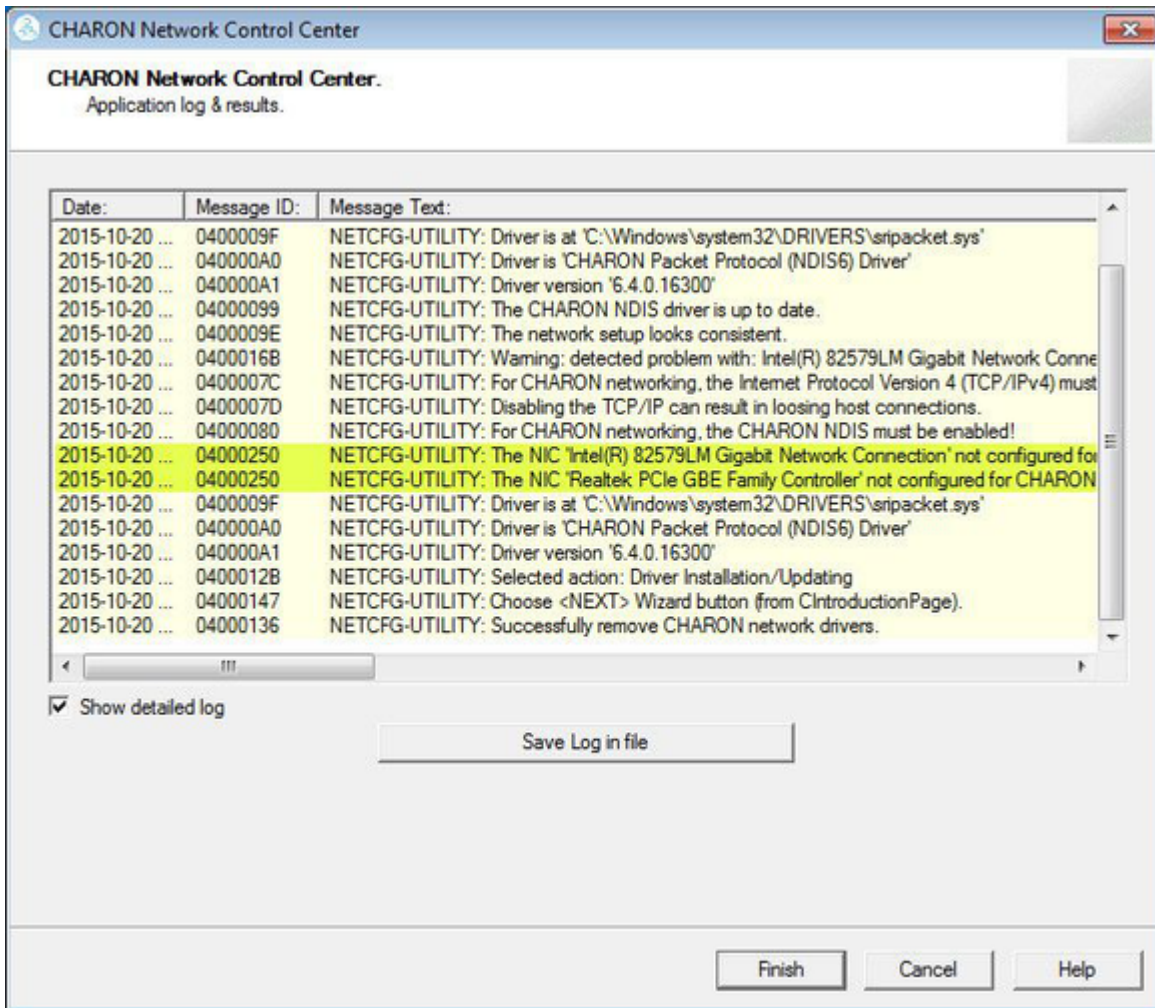 CHARON Network Control Center
CHARON Network Control Center.
Application log & results.
Date: Message ID: Message Text:
2015-10-20 ... 0400009F NETCFG-UTILITY: Driver is at 'C:\Windows\system32\DRIVERS\sripacket.sys'
2015-10-20 ... 040000A0 NETCFG-UTILITY: Driver is 'CHARON Packet Protocol (NDIS6) Driver'
2015-10-20 ... 040000A1 NETCFG-UTILITY: Driver version '6.4.0.16300'
2015-10-20 ... 04000099 NETCFG-UTILITY: The CHARON NDIS driver is up to date.
2015-10-20 ... 0400009E NETCFG-UTILITY: The network setup looks consistent.
2015-10-20 ... 0400016B NETCFG-UTILITY: Warning: detected problem with: Intel(R) 82579LM Gigabit Network Conne
2015-10-20 ... 0400007C NETCFG-UTILITY: For CHARON networking, the Internet Protocol Version 4 (TCP/IPv4) must
2015-10-20 ... 0400007D NETCFG-UTILITY: Disabling the TCP/IP can result in loosing host connections.
2015-10-20 ... 04000080 NETCFG-UTILITY: For CHARON networking, the CHARON NDIS must be enabled!
2015-10-20 ... 04000250 NETCFG-UTILITY: The NIC 'Intel(R) 82579LM Gigabit Network Connection' not configured for
2015-10-20 ... 04000250 NETCFG-UTILITY: The NIC 'Realtek PCIe GBE Family Controller' not configured for CHARON
2015-10-20 ... 0400009F NETCFG-UTILITY: Driver is at 'C:\Windows\system32\DRIVERS\sripacket.sys'
2015-10-20 ... 040000A0 NETCFG-UTILITY: Driver is 'CHARON Packet Protocol (NDIS6) Driver'
2015-10-20 ... 040000A1 NETCFG-UTILITY: Driver version '6.4.0.16300'
2015-10-20 ... 0400012B NETCFG-UTILITY: Selected action: Driver Installation/Updating
2015-10-20 ... 04000147 NETCFG-UTILITY: Choose <NEXT> Wizard button (from CIntroductionPage).
2015-10-20 ... 04000136 NETCFG-UTILITY: Successfully remove CHARON network drivers.
Show detailed log
Save Log in file
Finish Cancel Help